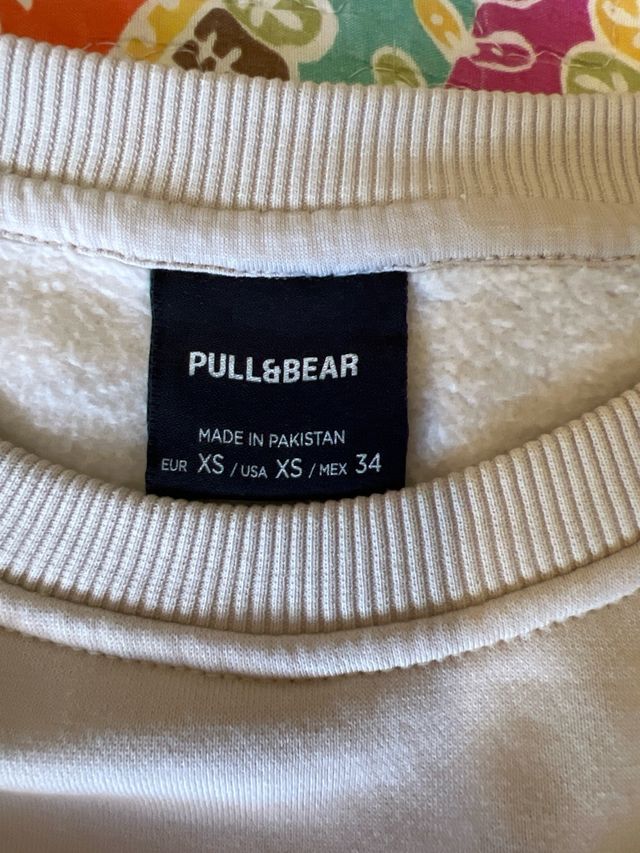 PULL&BEAR
MADE IN PAKISTAN
EUR XS / USA XS / MEX 34